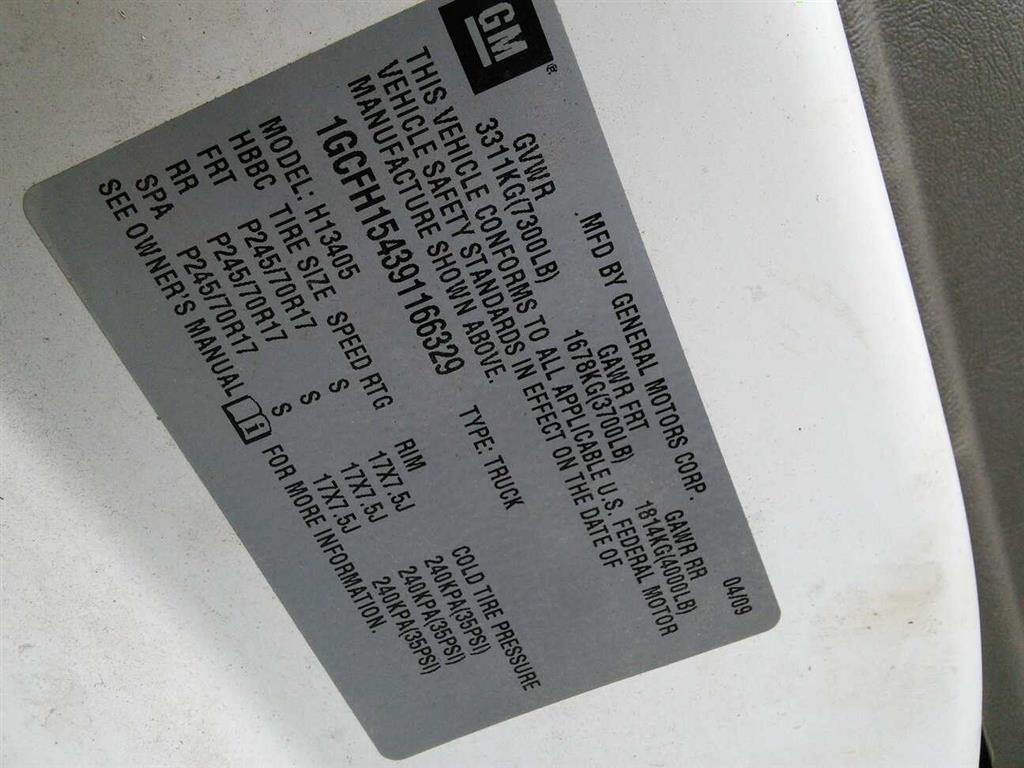 GM
MFD BY GENERAL MOTORS CORP. 04/09
GVWR GAWR FRT GAWR RR
3311KG(7300LB) 1678KG(3700LB) 1814KG(4000LB)
THIS VEHICLE CONFORMS TO ALL APPLICABLE U.S. FEDERAL MOTOR
VEHICLE SAFETY STANDARDS IN EFFECT ON THE DATE OF
MANUFACTURE SHOWN ABOVE.
1GCFH154391166329 TYPE: TRUCK
MODEL: H13405
HBBC TIRE SIZE SPEED RTG RIM COLD TIRE PRESSURE
FRT P245/70R17 S 17X7.5J 240KPA(35PSI)
RR P245/70R17 S 17X7.5J 240KPA(35PSI)
SPA P245/70R17 S 17X7.5J 240KPA(35PSI)
SEE OWNER'S MANUAL i FOR MORE INFORMATION.